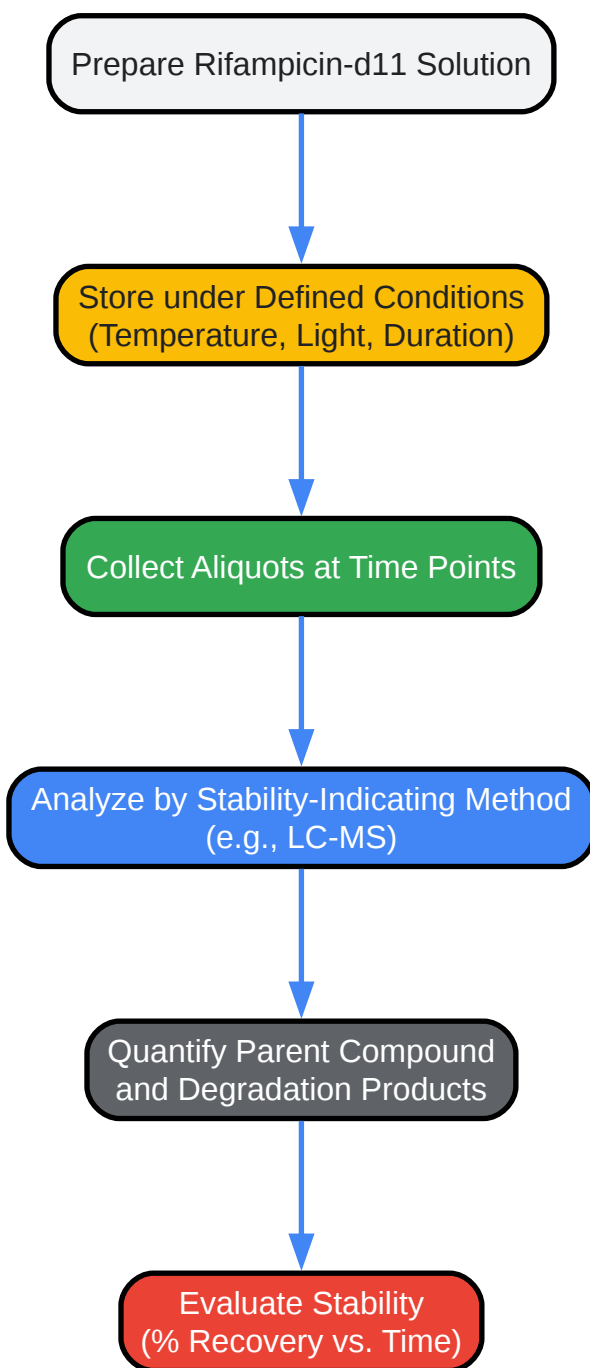 Prepare Rifampicin-d11 Solution
Store under Defined Conditions
(Temperature, Light, Duration)
Collect Aliquots at Time Points
Analyze by Stability-Indicating Method
(e.g., LC-MS)
Quantify Parent Compound
and Degradation Products
Evaluate Stability
(% Recovery vs. Time)